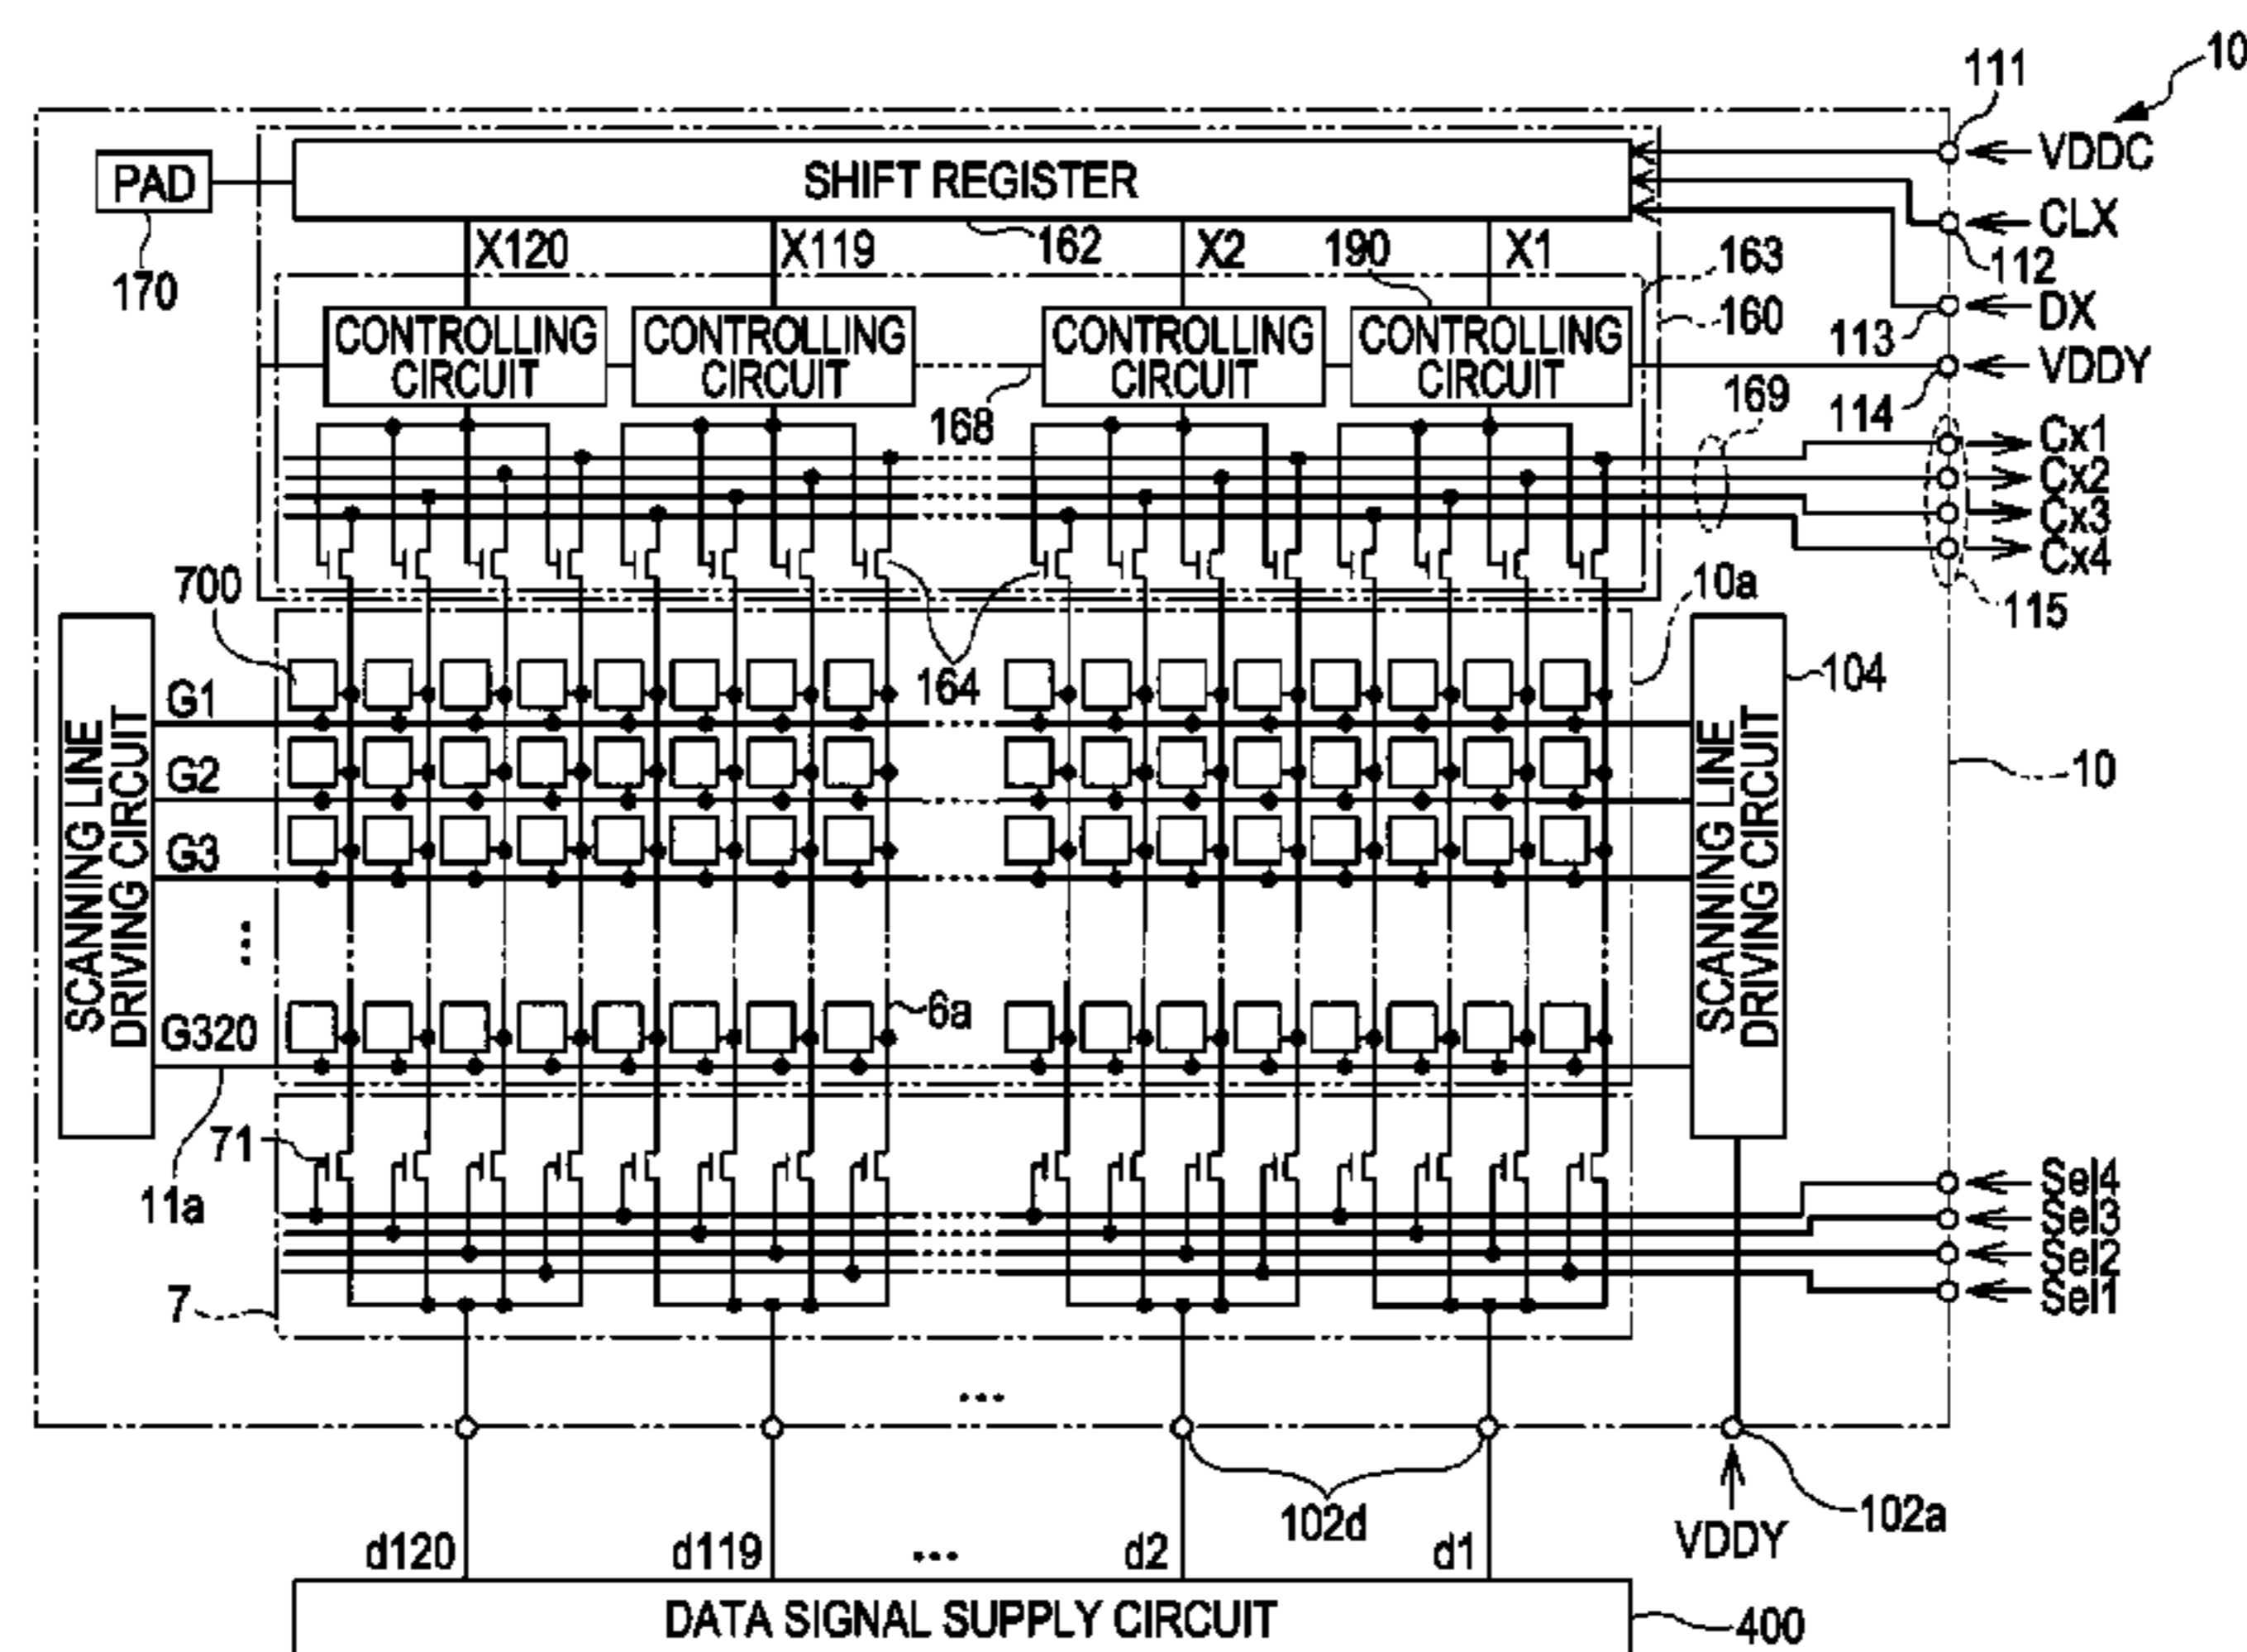 10
111
VDDC
PAD
SHIFT REGISTER
CLX
X120
X119
162
X2
190
X1
163
112
170
160
DX
113
CONTROLLING CIRCUIT
CONTROLLING CIRCUIT
CONTROLLING CIRCUIT
CONTROLLING CIRCUIT
VDDY
168
169
114
Cx1
Cx2
Cx3
Cx4
700
10a
115
G1
164
104
G2
10
G3
SCANNING LINE DRIVING CIRCUIT
SCANNING LINE DRIVING CIRCUIT
...
6a
G320
71
11a
Sel4
Sel3
Sel2
Sel1
7
...
102d
102a
VDDY
d120
d119
...
d2
d1
DATA SIGNAL SUPPLY CIRCUIT
400